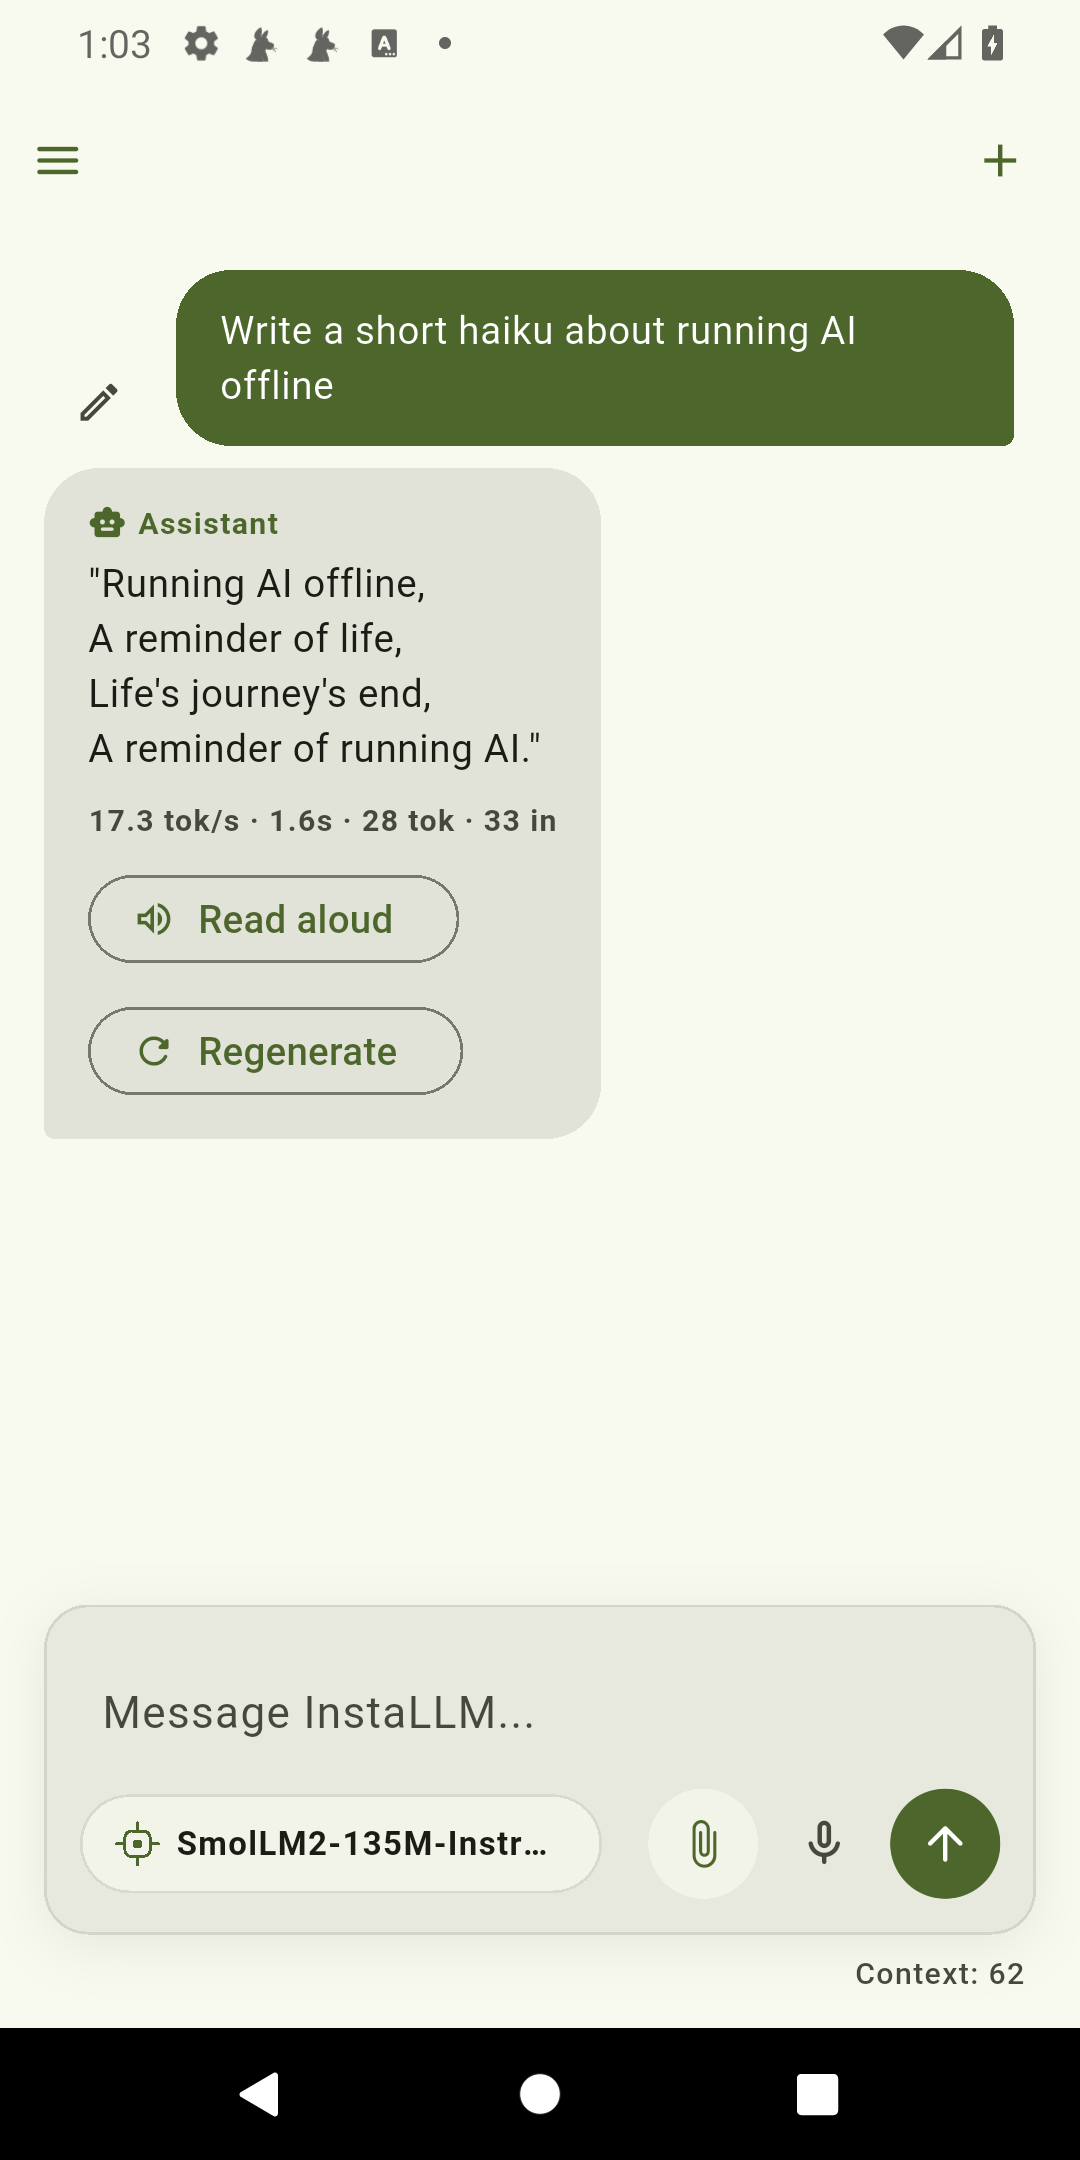 1:03
Write a short haiku about running AI
offline
Assistant
"Running AI offline,
A reminder of life,
Life's journey's end,
A reminder of running AI."
17.3 tok/s · 1.6s · 28 tok · 33 in
Read aloud
Regenerate
Message InstaLLM...
SmolLM2-135M-Instr...
Context: 62